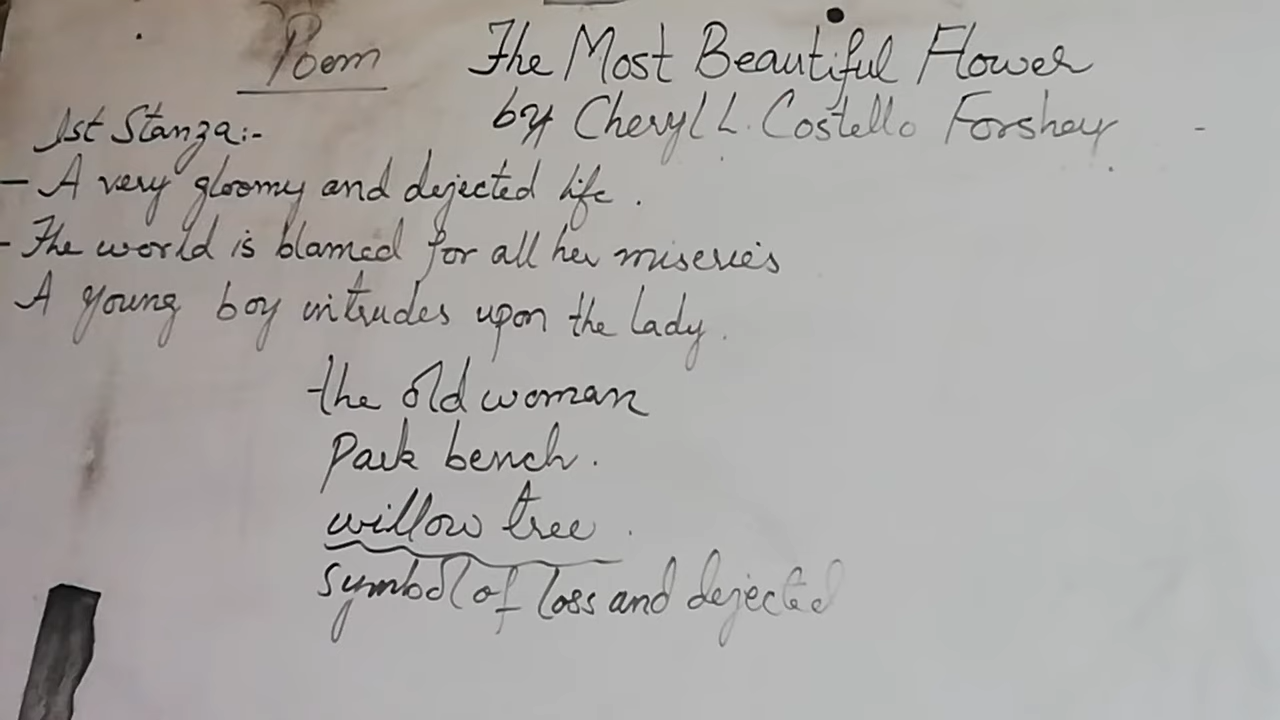 Poem
The Most Beautiful Flower
by Cheryl L. Costello Forshey
1st Stanza:-
- A very gloomy and dejected life.
- The world is blamed for all her miseries
A young boy intrudes upon the lady.
the old woman
Park bench.
willow tree.
symbol of loss and dejected